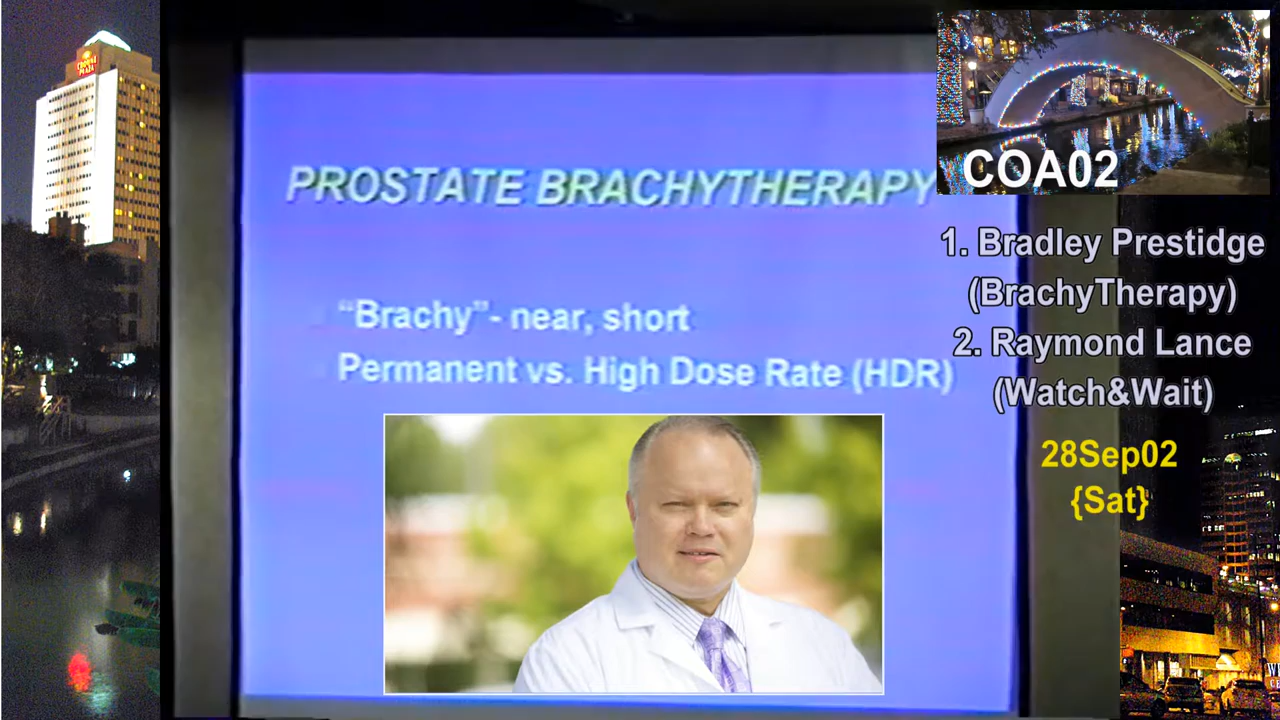 PROSTATE BRACHYTHERAPY
“Brachy”- near, short
Permanent vs. High Dose Rate (HDR)
COA02
1. Bradley Prestidge
(BrachyTherapy)
2. Raymond Lance
(Watch&Wait)
28Sep02
{Sat}